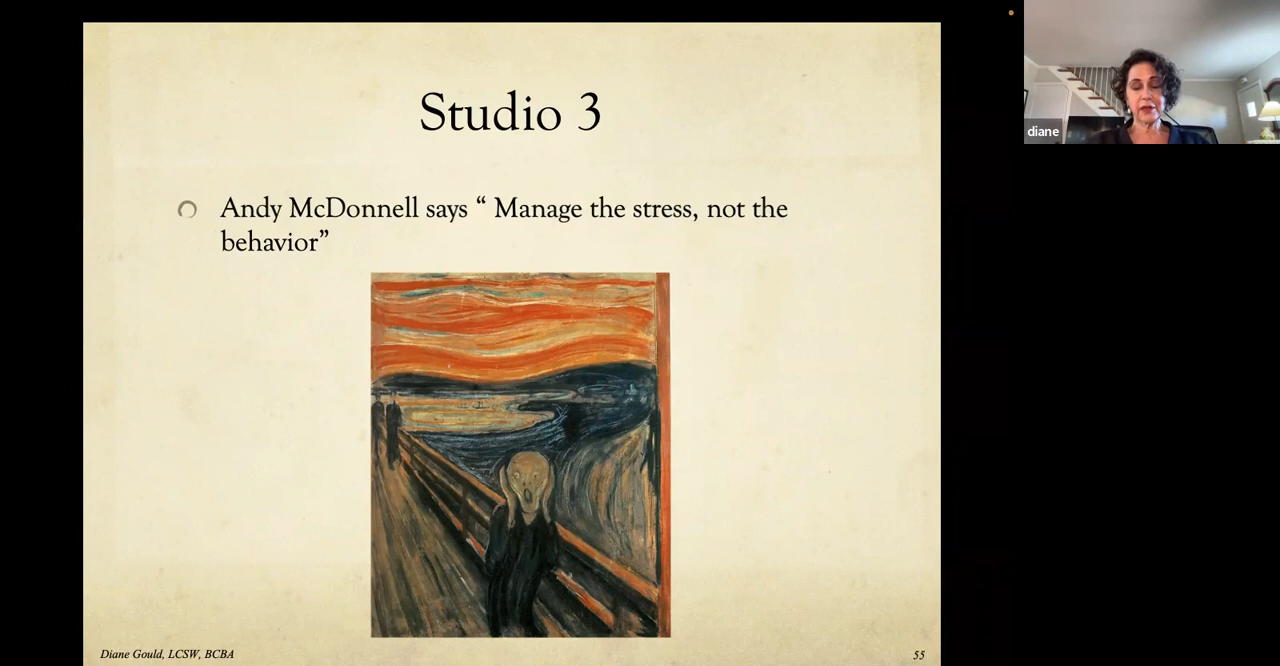 Studio 3
Andy McDonnell says “ Manage the stress, not the
behavior”
Diane Gould, LCSW, BCBA
55
diane